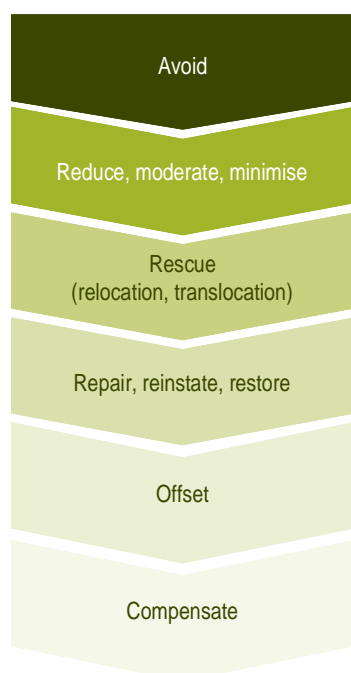 Avoid
Reduce, moderate, minimise
Rescue
(relocation, translocation)
Repair, reinstate, restore
Offset
Compensate